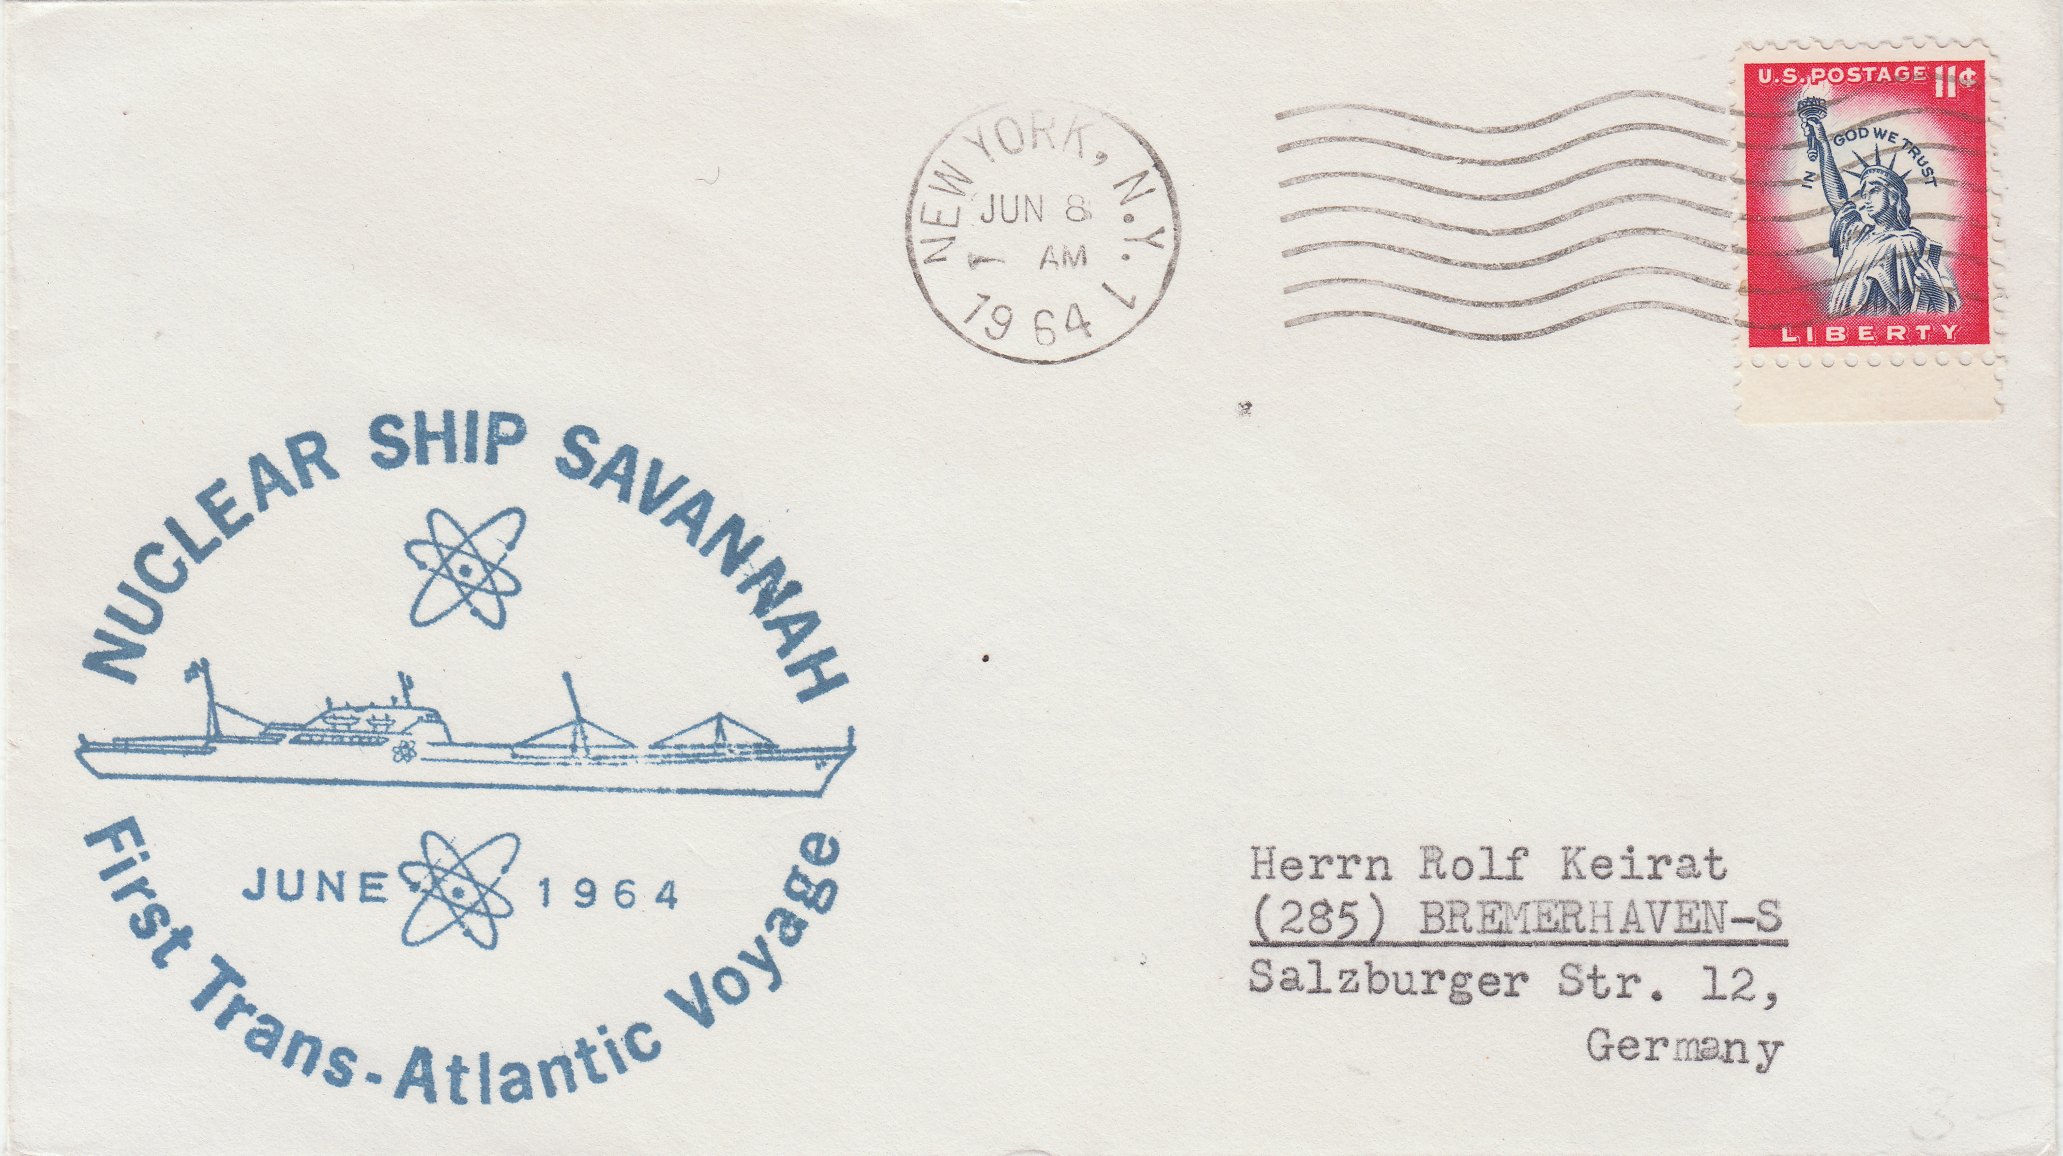 U.S. POSTAGE 11¢
IN GOD WE TRUST
LIBERTY
NEW YORK, N.Y. 1
JUN 8
AM
1964
NUCLEAR SHIP SAVANNAH
JUNE 1964
First Trans-Atlantic Voyage
Herrn Rolf Keirat
(285) BREMERHAVEN-S
Salzburger Str. 12,
Germany